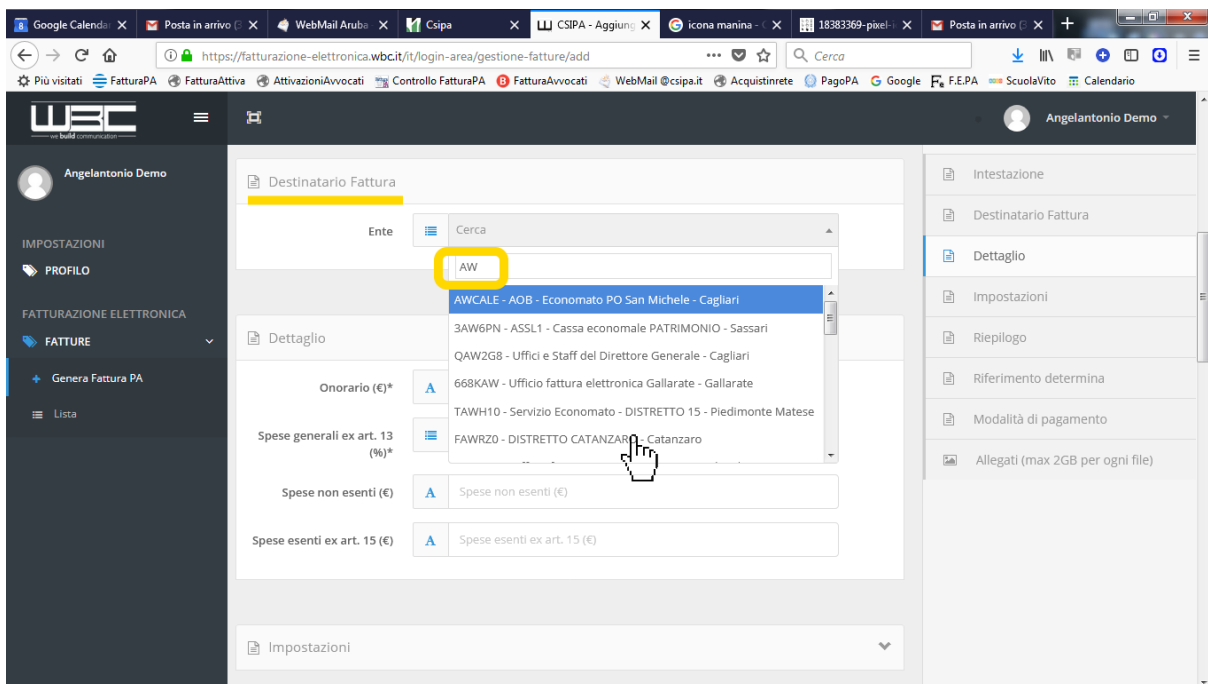 Google Calendar
Posta in arrivo (3
WebMail Aruba
Csipa
CSIPA - Aggiung
icona manina - C
18383369-pixel-i
Posta in arrivo (3
https://fatturazione-elettronica.wbc.it/it/login-area/gestione-fatture/add
Cerca
Più visitati FatturaPA FatturaAttiva AttivazioniAvvocati Controllo FatturaPA FatturaAvvocati WebMail @csipa.it Acquistinrete PagoPA Google F.E.PA ScuolaVito Calendario
WBC
we build communication
Angelantonio Demo
Angelantonio Demo
IMPOSTAZIONI
PROFILO
FATTURAZIONE ELETTRONICA
FATTURE
Genera Fattura PA
Lista
Destinatario Fattura
Ente
Cerca
AW
AWCALE - AOB - Economato PO San Michele - Cagliari
3AW6PN - ASSL1 - Cassa economale PATRIMONIO - Sassari
QAW2G8 - Uffici e Staff del Direttore Generale - Cagliari
668KAW - Ufficio fattura elettronica Gallarate - Gallarate
TAWH10 - Servizio Economato - DISTRETTO 15 - Piedimonte Matese
FAWRZ0 - DISTRETTO CATANZARO - Catanzaro
Dettaglio
Onorario (€)*
A
Spese generali ex art. 13
(%)*
Spese non esenti (€)
A
Spese non esenti (€)
Spese esenti ex art. 15 (€)
A
Spese esenti ex art. 15 (€)
Impostazioni
Intestazione
Destinatario Fattura
Dettaglio
Impostazioni
Riepilogo
Riferimento determina
Modalità di pagamento
Allegati (max 2GB per ogni file)